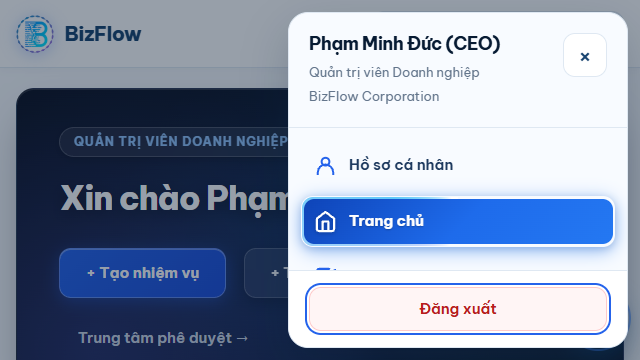 BizFlow
QUẢN TRỊ VIÊN DOANH NGHIỆP
Xin chào Phạm
+ Tạo nhiệm vụ
+ T
Trung tâm phê duyệt →
Phạm Minh Đức (CEO)
Quản trị viên Doanh nghiệp
BizFlow Corporation
×
Hồ sơ cá nhân
Trang chủ
Đăng xuất